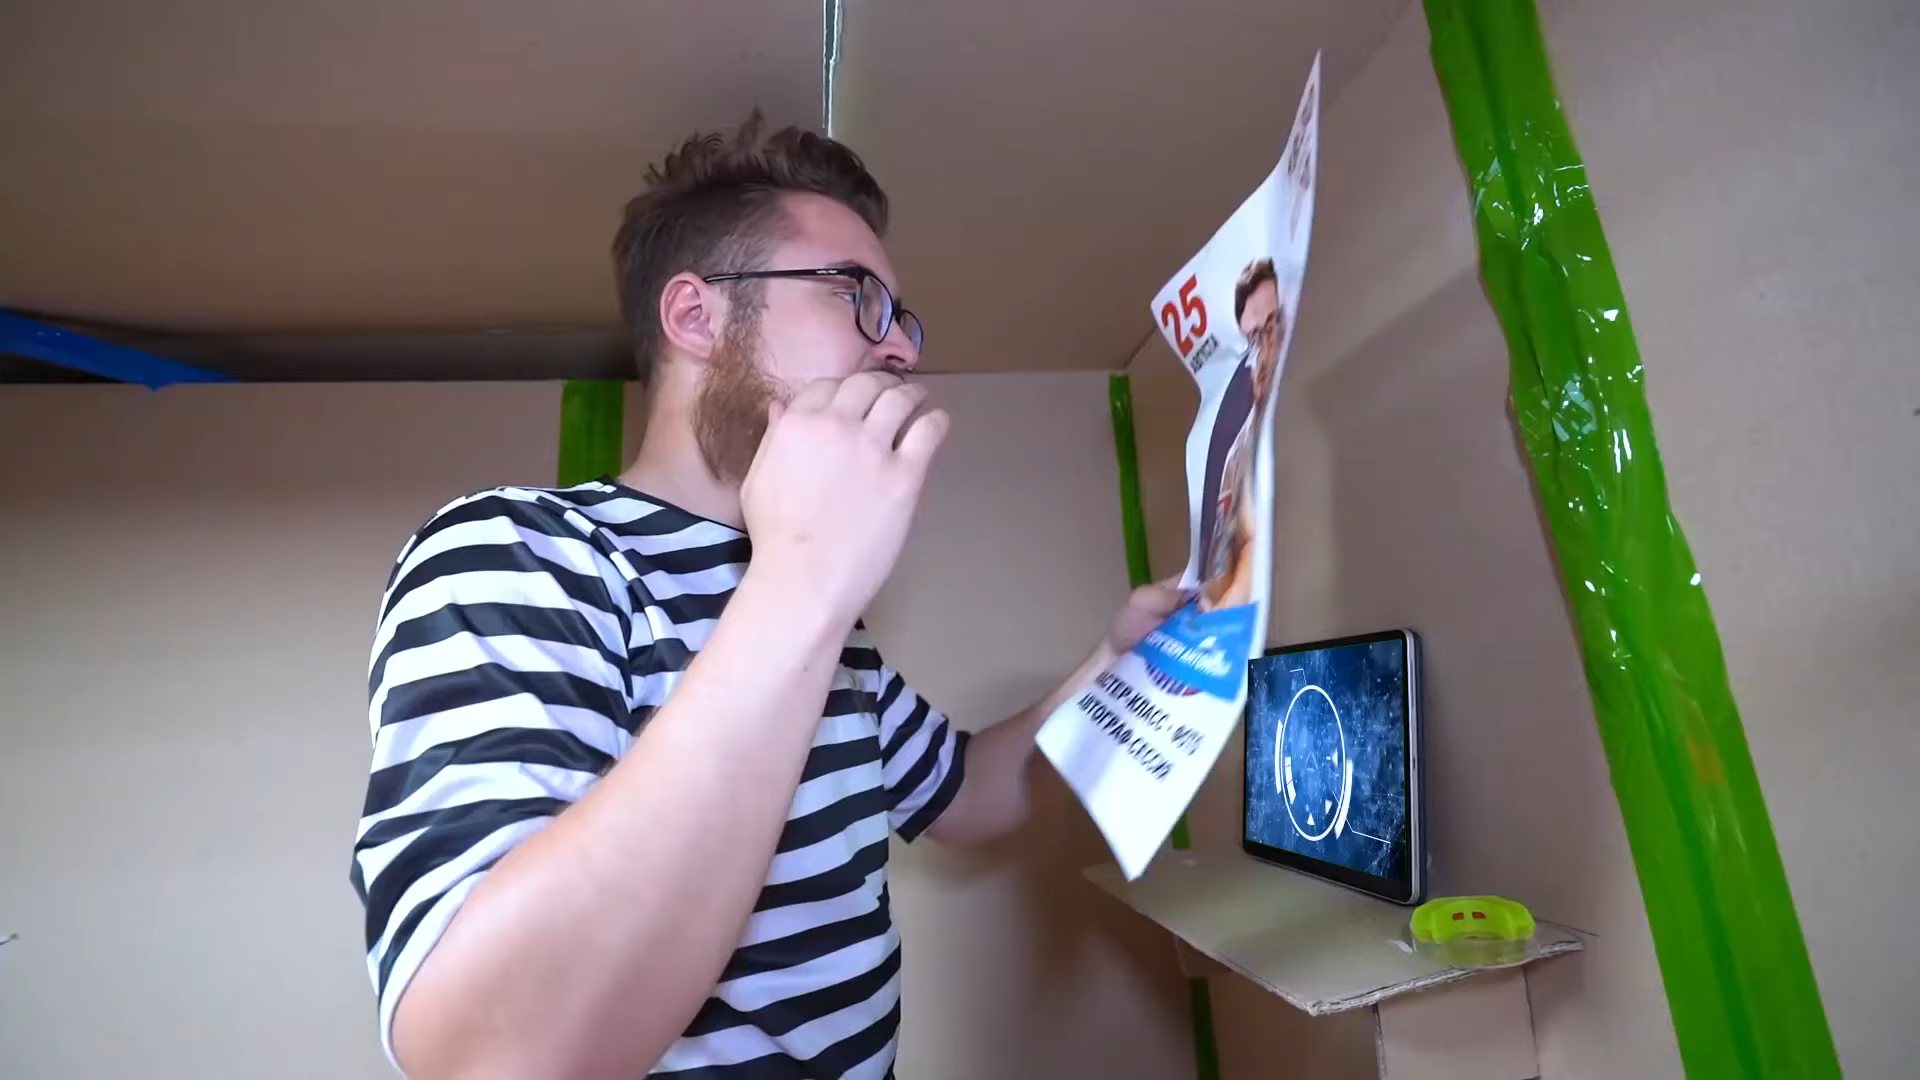 25
АВГУСТА
МАСТЕР-КЛАСС · ФОТО
АВТОГРАФ-СЕССИЯ